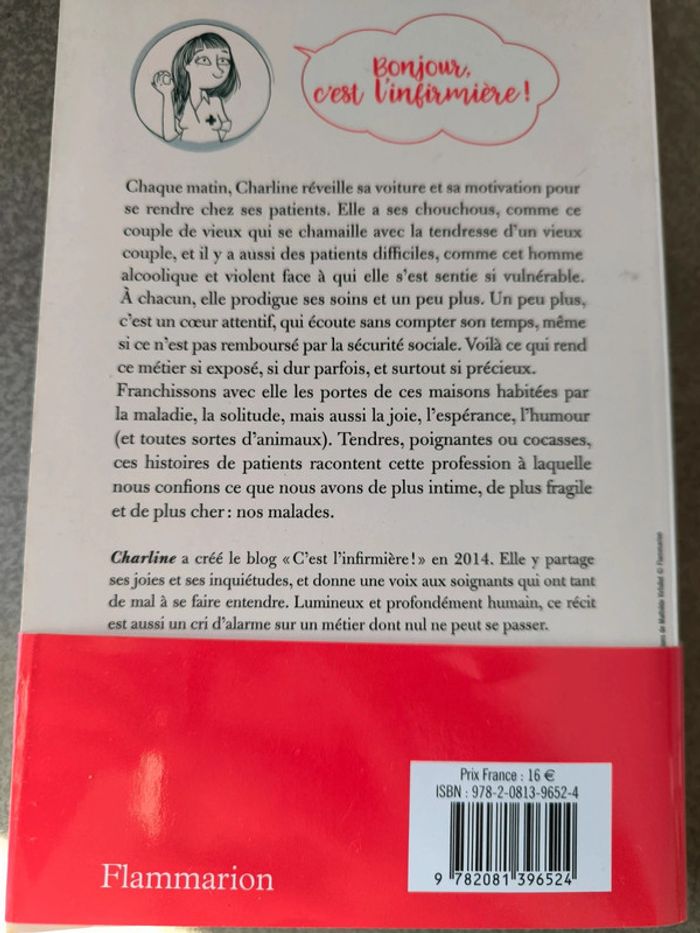 Bonjour,
c'est l'infirmière !
Chaque matin, Charline réveille sa voiture et sa motivation pour
se rendre chez ses patients. Elle a ses chouchous, comme ce
couple de vieux qui se chamaille avec la tendresse d'un vieux
couple, et il y a aussi des patients difficiles, comme cet homme
alcoolique et violent face à qui elle s'est sentie si vulnérable.
À chacun, elle prodigue ses soins et un peu plus. Un peu plus,
c'est un cœur attentif, qui écoute sans compter son temps, même
si ce n'est pas remboursé par la sécurité sociale. Voilà ce qui rend
ce métier si exposé, si dur parfois, et surtout si précieux.
Franchissons avec elle les portes de ces maisons habitées par
la maladie, la solitude, mais aussi la joie, l'espérance, l'humour
(et toutes sortes d'animaux). Tendres, poignantes ou cocasses,
ces histoires de patients racontent cette profession à laquelle
nous confions ce que nous avons de plus intime, de plus fragile
et de plus cher : nos malades.
Charline a créé le blog « C'est l'infirmière ! » en 2014. Elle y partage
ses joies et ses inquiétudes, et donne une voix aux soignants qui ont tant
de mal à se faire entendre. Lumineux et profondément humain, ce récit
est aussi un cri d'alarme sur un métier dont nul ne peut se passer.
de Mathilde © Flammarion
Prix France : 16 €
ISBN : 978-2-0813-9652-4
9 782081 396524
Flammarion